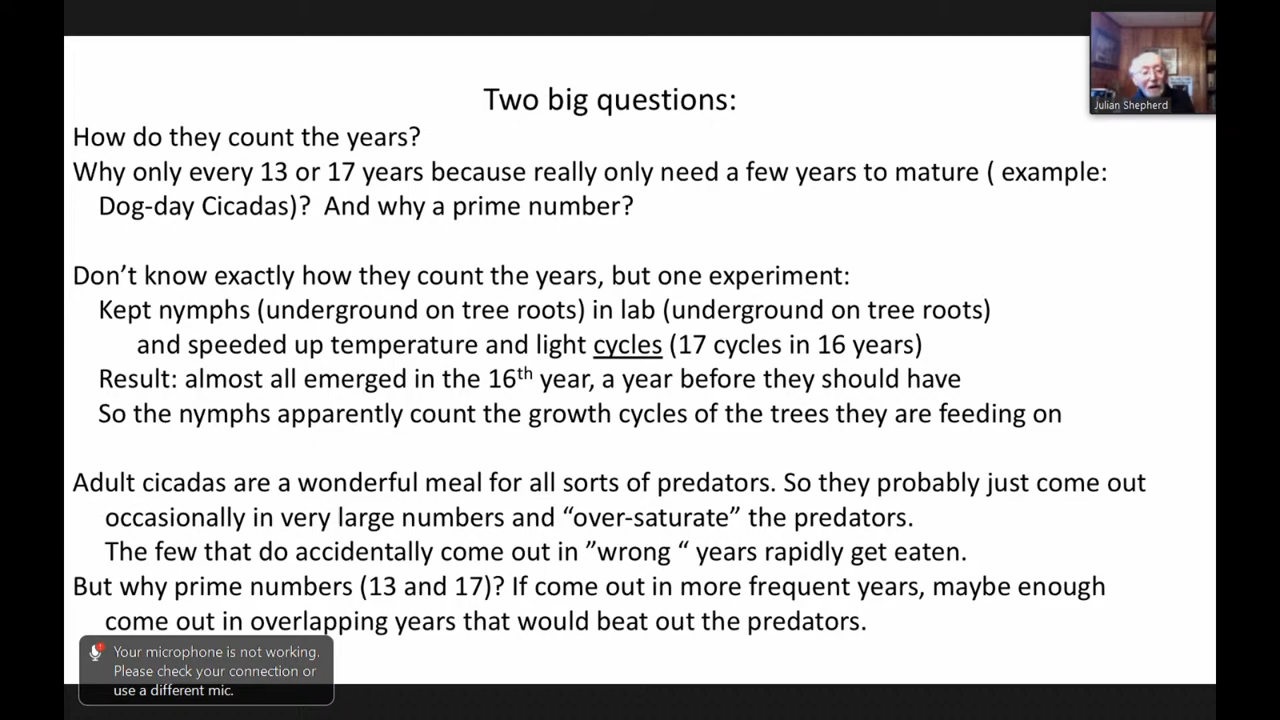 Two big questions:
Julian Shepherd
How do they count the years?
Why only every 13 or 17 years because really only need a few years to mature ( example:
Dog-day Cicadas)? And why a prime number?
Don't know exactly how they count the years, but one experiment:
Kept nymphs (underground on tree roots) in lab (underground on tree roots)
and speeded up temperature and light cycles (17 cycles in 16 years)
Result: almost all emerged in the 16th year, a year before they should have
So the nymphs apparently count the growth cycles of the trees they are feeding on
Adult cicadas are a wonderful meal for all sorts of predators. So they probably just come out
occasionally in very large numbers and “over-saturate” the predators.
The few that do accidentally come out in ”wrong “ years rapidly get eaten.
But why prime numbers (13 and 17)? If come out in more frequent years, maybe enough
come out in overlapping years that would beat out the predators.
Your microphone is not working.
Please check your connection or
use a different mic.